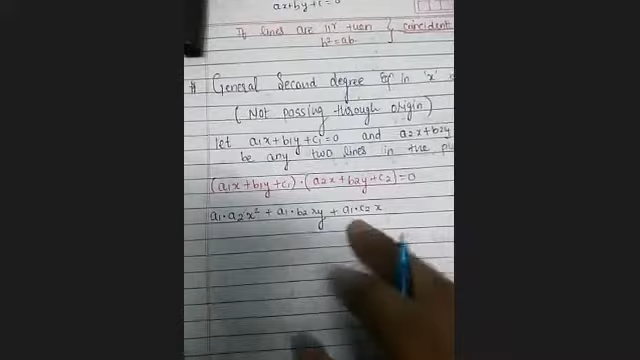 ax+by+c=0
If lines are llr then coincident
h²=ab
* General Second degree Eqn in 'x'
( Not passing through origin )
let a₁x+b₁y+c₁=0 and a₂x+b₂y
be any two lines in the
(a₁x+b₁y+c₁)·(a₂x+b₂y+c₂)=0
a₁·a₂x² + a₁·b₂xy + a₁·c₂x